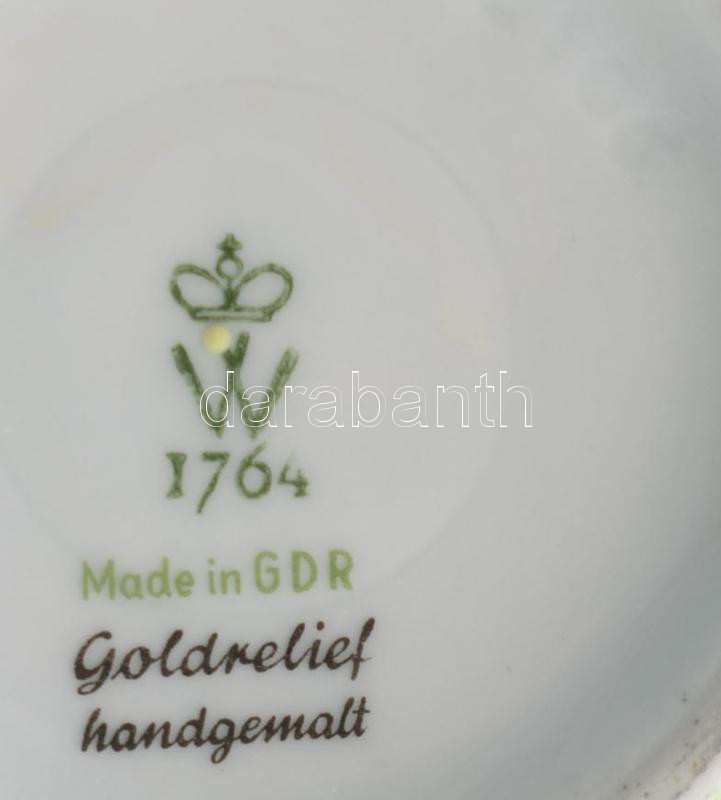 W
darabanth
1764
Made in GDR
Goldrelief
handgemalt